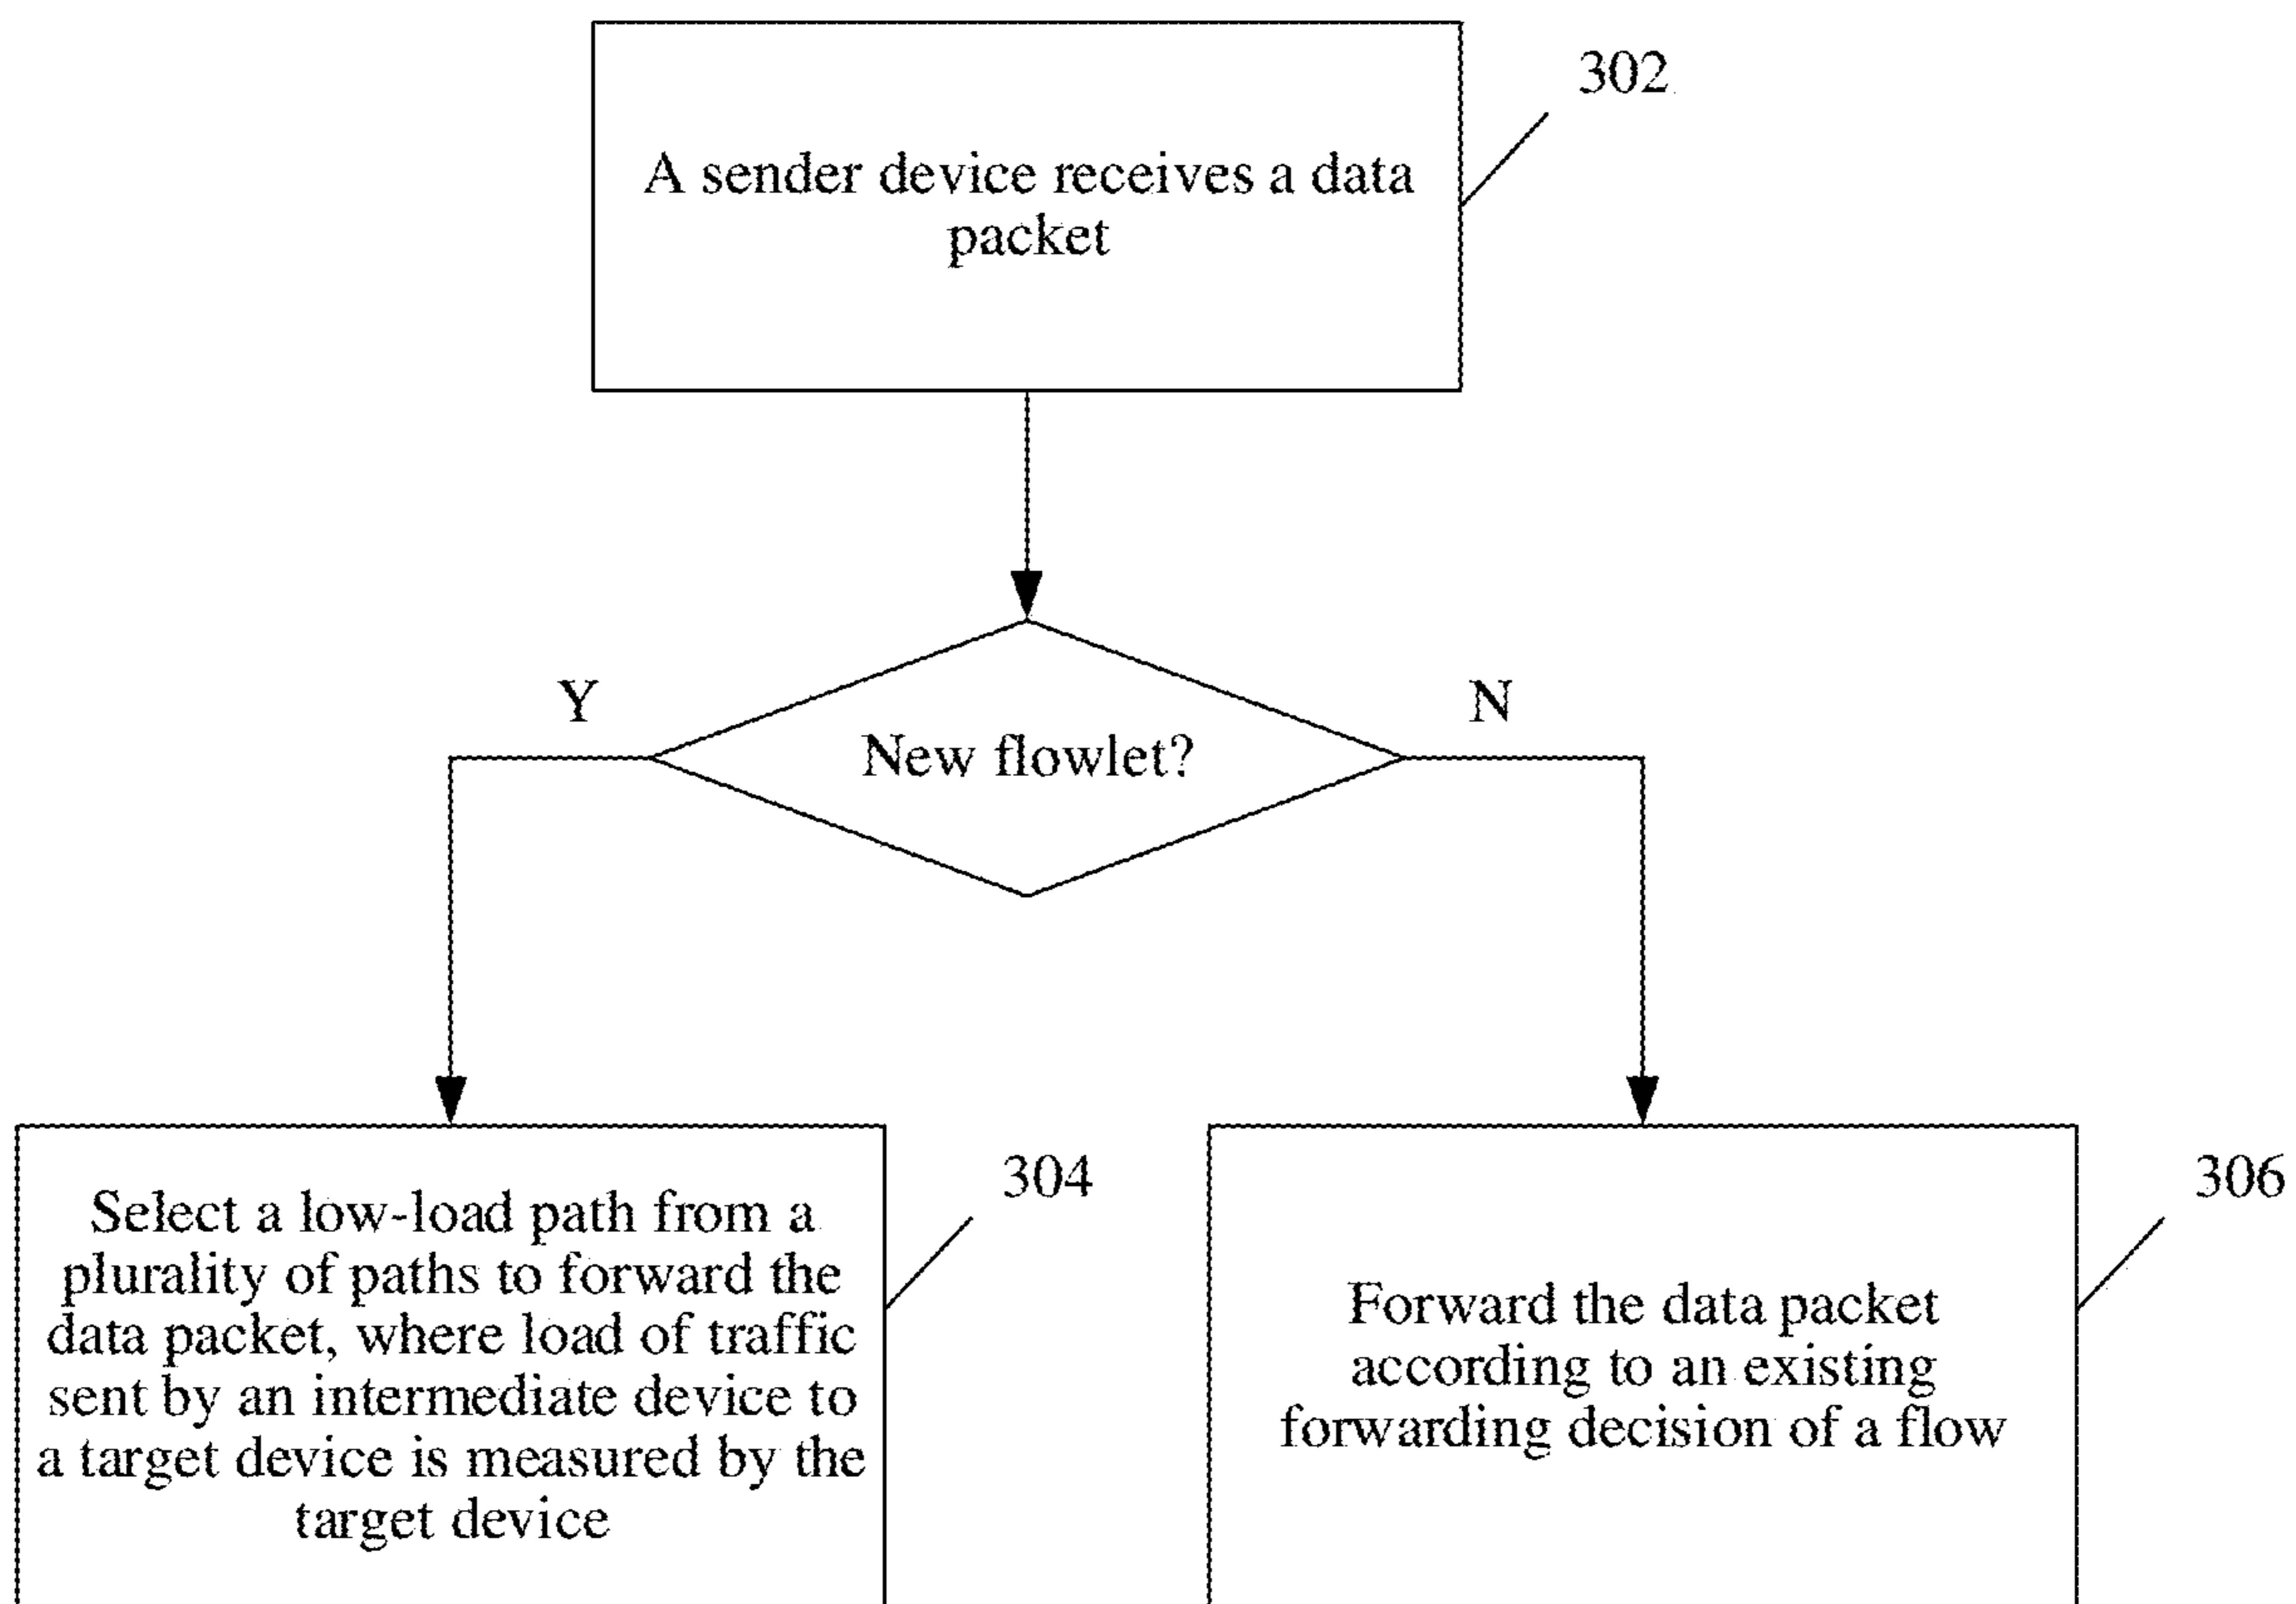 302
A sender device receives a data
packet
Y
N
New flowlet?
304
306
Select a low-load path from a
plurality of paths to forward the
data packet, where load of traffic
sent by an intermediate device to
a target device is measured by the
target device
Forward the data packet
according to an existing
forwarding decision of a flow